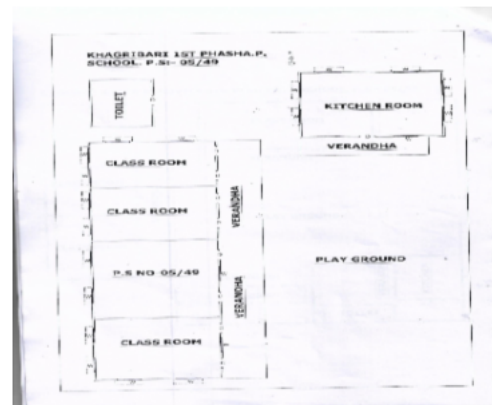 KHAGRIBARI 1ST PHASHA.P.
SCHOOL. P.S:- 05/49
TOILET
KITCHEN ROOM
VERANDHA
CLASS ROOM
CLASS ROOM
VERANDHA
P.S NO 05/49
VERANDHA
CLASS ROOM
PLAY GROUND